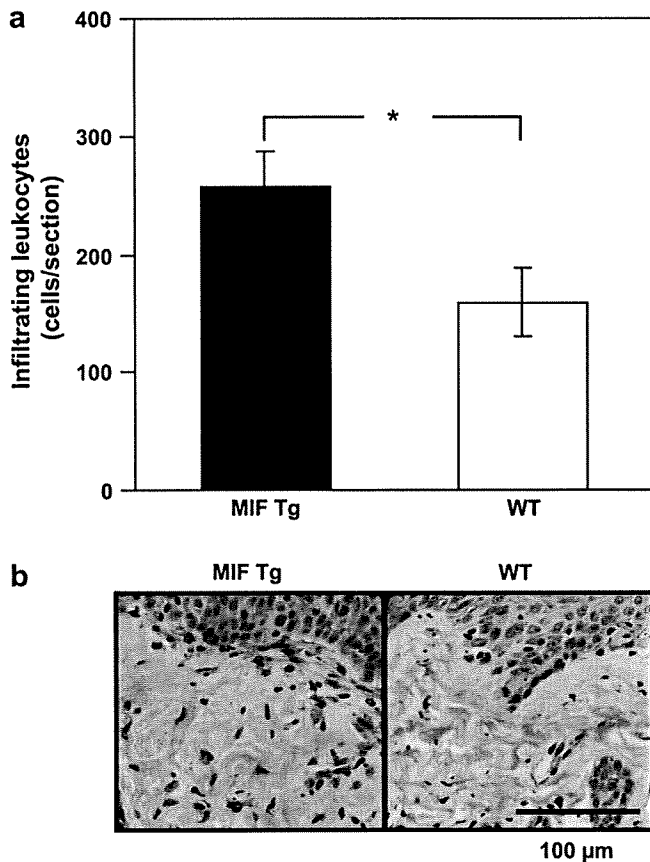 a
400
300
200
100
0
Infiltrating leukocytes
(cells/section)
*
MIF Tg WT
b
MIF Tg WT
100 µm